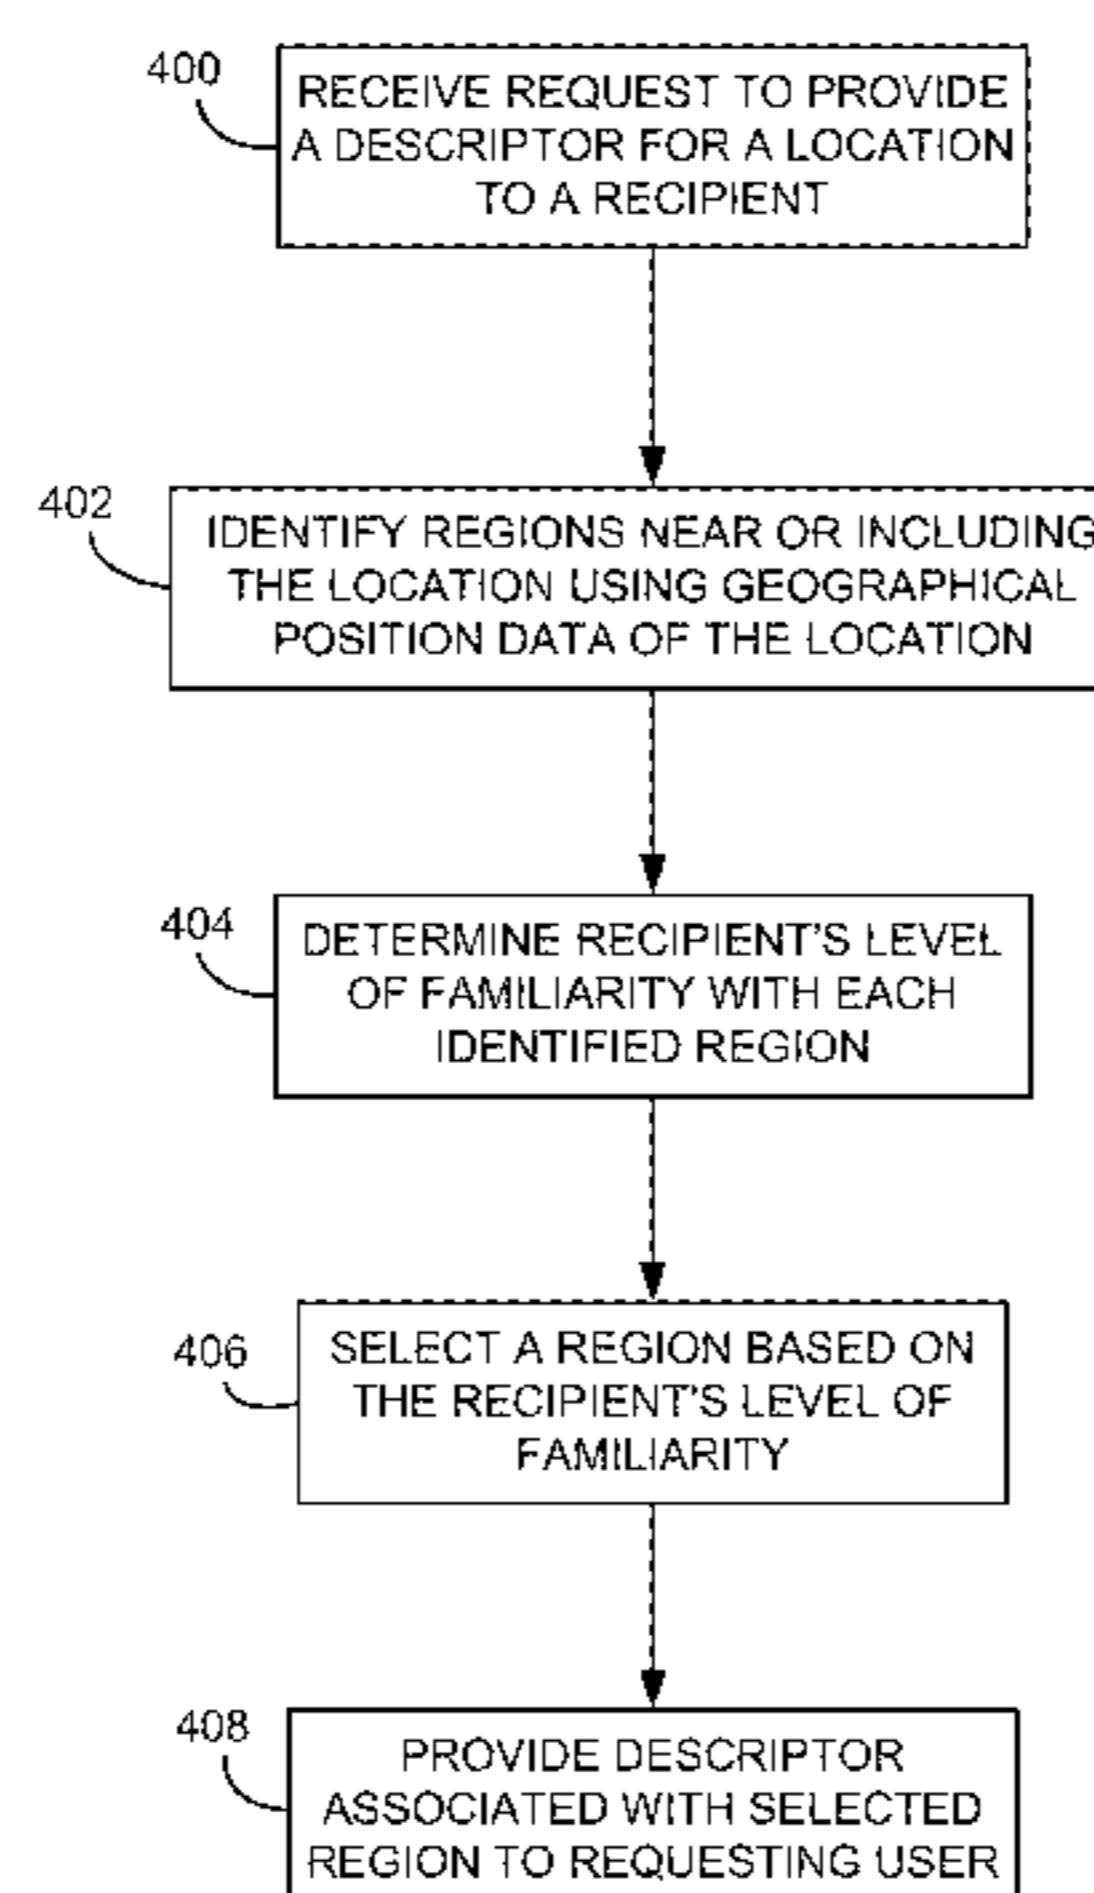 400
RECEIVE REQUEST TO PROVIDE
A DESCRIPTOR FOR A LOCATION
TO A RECIPIENT
402
IDENTIFY REGIONS NEAR OR INCLUDING
THE LOCATION USING GEOGRAPHICAL
POSITION DATA OF THE LOCATION
404
DETERMINE RECIPIENT'S LEVEL
OF FAMILIARITY WITH EACH
IDENTIFIED REGION
406
SELECT A REGION BASED ON
THE RECIPIENT'S LEVEL OF
FAMILIARITY
408
PROVIDE DESCRIPTOR
ASSOCIATED WITH SELECTED
REGION TO REQUESTING USER